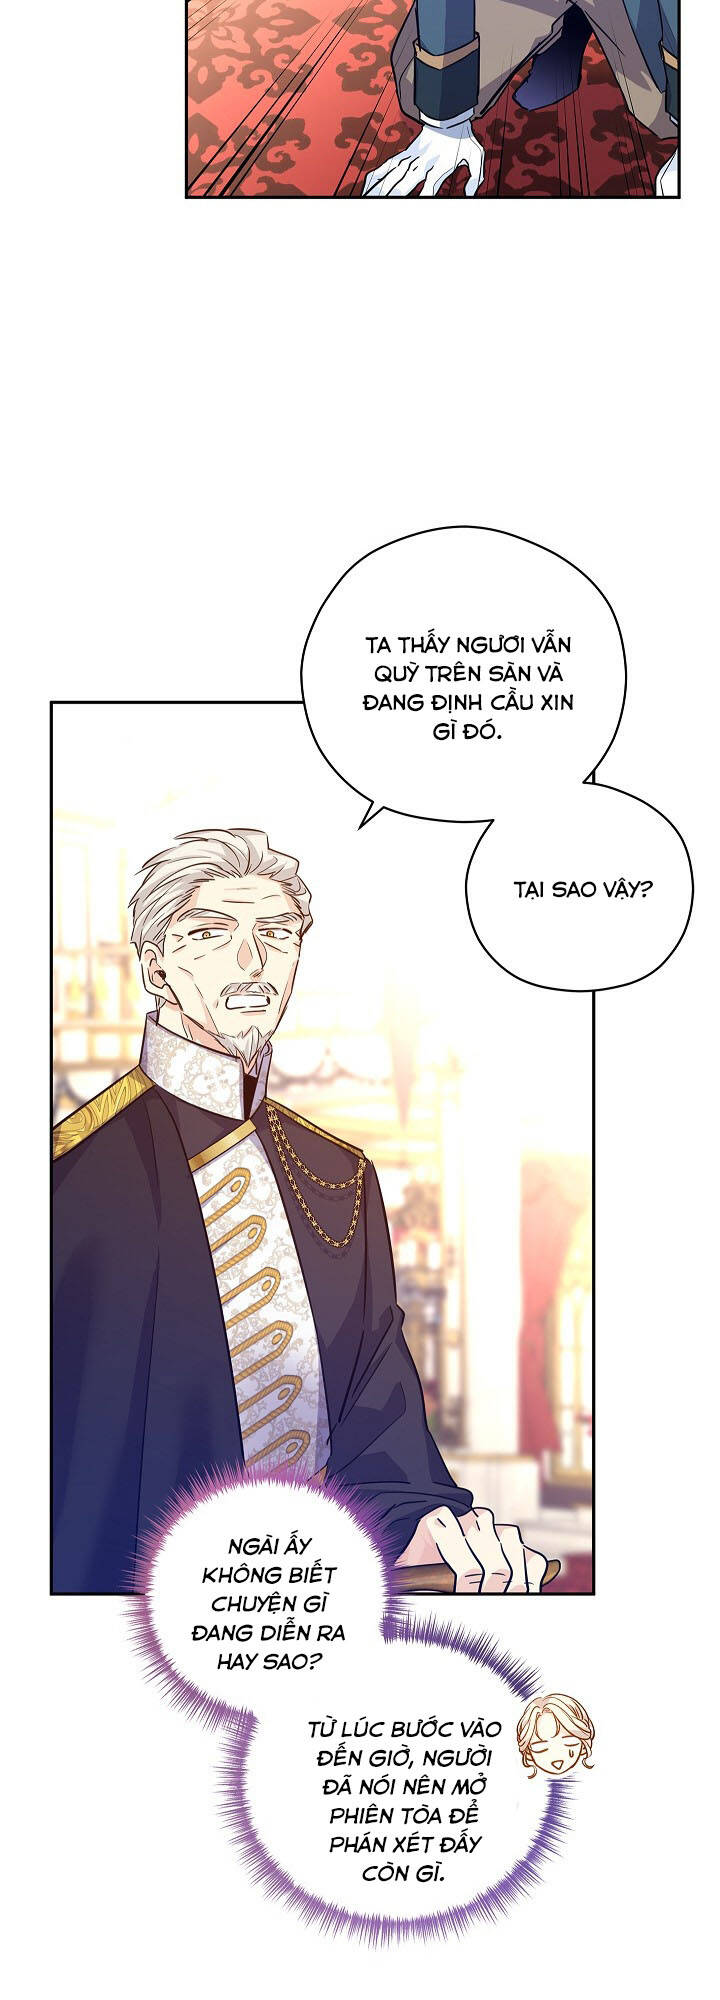 TA THẤY NGƯƠI VẪN
QUỲ TRÊN SÀN VÀ
ĐANG ĐỊNH CẦU XIN
GÌ ĐÓ.
TẠI SAO VẬY?
NGÀI ẤY
KHÔNG BIẾT
CHUYỆN GÌ
ĐANG DIỄN RA
HAY SAO?
TỪ LÚC BƯỚC VÀO
ĐẾN GIỜ, NGƯỜI
ĐÃ NÓI NÊN MỞ
PHIÊN TÒA ĐỂ
PHÁN XÉT ĐẤY
CÒN GÌ.